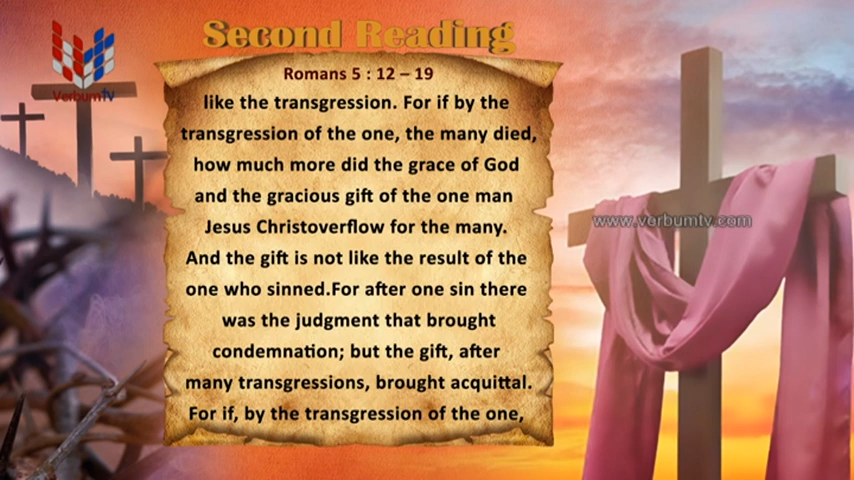 VerbumTV
Second Reading
Romans 5 : 12 – 19
like the transgression. For if by the
transgression of the one, the many died,
how much more did the grace of God
and the gracious gift of the one man
Jesus Christoverflow for the many.
And the gift is not like the result of the
one who sinned.For after one sin there
was the judgment that brought
condemnation; but the gift, after
many transgressions, brought acquittal.
For if, by the transgression of the one,
www.verbumtv.com